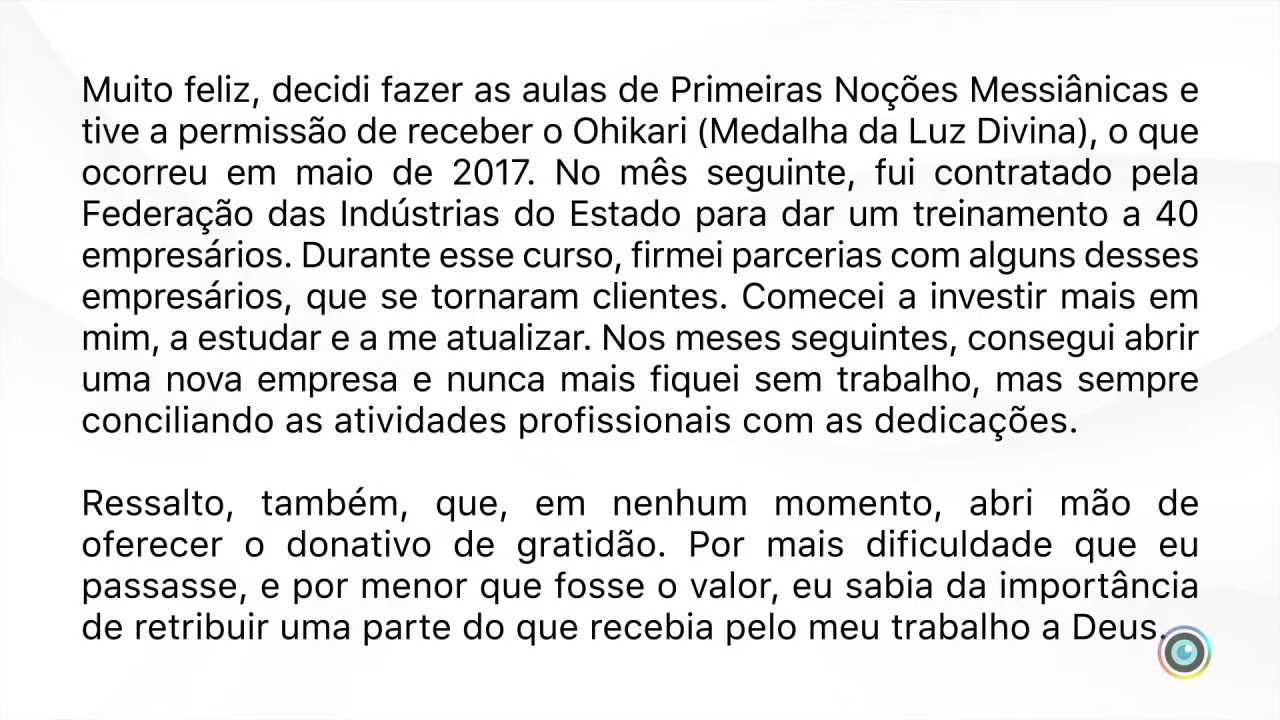 Muito feliz, decidi fazer as aulas de Primeiras Noções Messiânicas e
tive a permissão de receber o Ohikari (Medalha da Luz Divina), o que
ocorreu em maio de 2017. No mês seguinte, fui contratado pela
Federação das Indústrias do Estado para dar um treinamento a 40
empresários. Durante esse curso, firmei parcerias com alguns desses
empresários, que se tornaram clientes. Comecei a investir mais em
mim, a estudar e a me atualizar. Nos meses seguintes, consegui abrir
uma nova empresa e nunca mais fiquei sem trabalho, mas sempre
conciliando as atividades profissionais com as dedicações.
Ressalto, também, que, em nenhum momento, abri mão de
oferecer o donativo de gratidão. Por mais dificuldade que eu
passasse, e por menor que fosse o valor, eu sabia da importância
de retribuir uma parte do que recebia pelo meu trabalho a Deus.